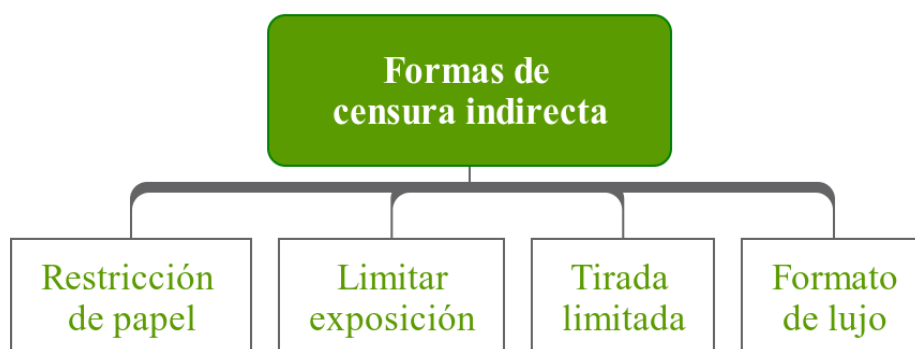 Formas de
censura indirecta
Restricción
de papel
Limitar
exposición
Tirada
limitada
Formato
de lujo